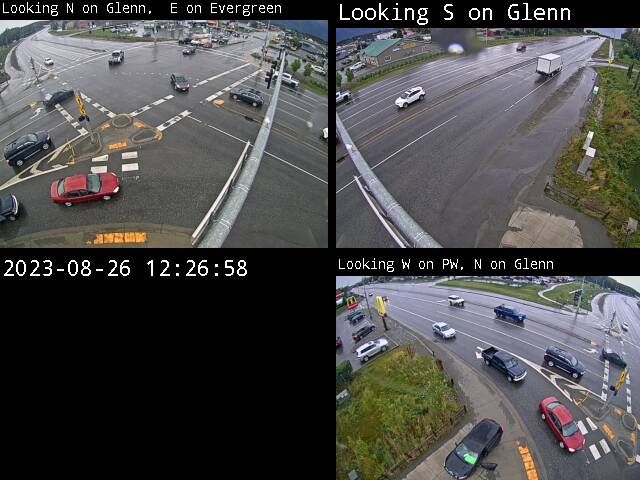 Looking N on Glenn, E on Evergreen
Looking S on Glenn
2023-08-26 12:26:58
Looking W on PW, N on Glenn